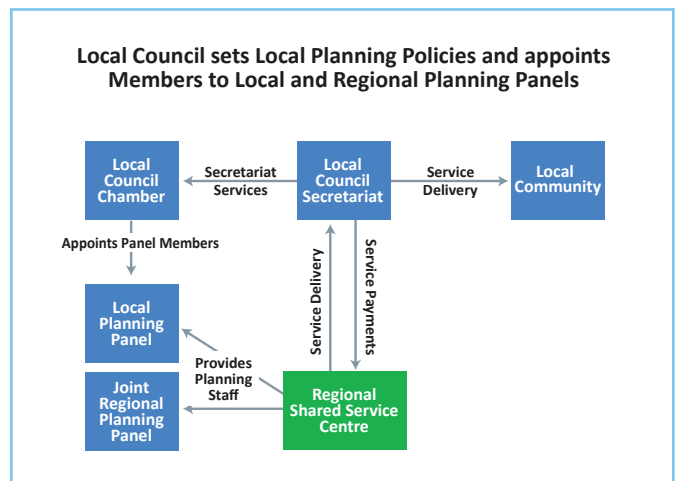 Local Council sets Local Planning Policies and appoints
Members to Local and Regional Planning Panels
Local
Council
Chamber
Secretariat
Services
Local
Council
Secretariat
Service
Delivery
Local
Community
Appoints Panel Members
Service Delivery
Service Payments
Local
Planning
Panel
Provides
Planning
Staff
Joint
Regional
Planning
Panel
Regional
Shared Service
Centre